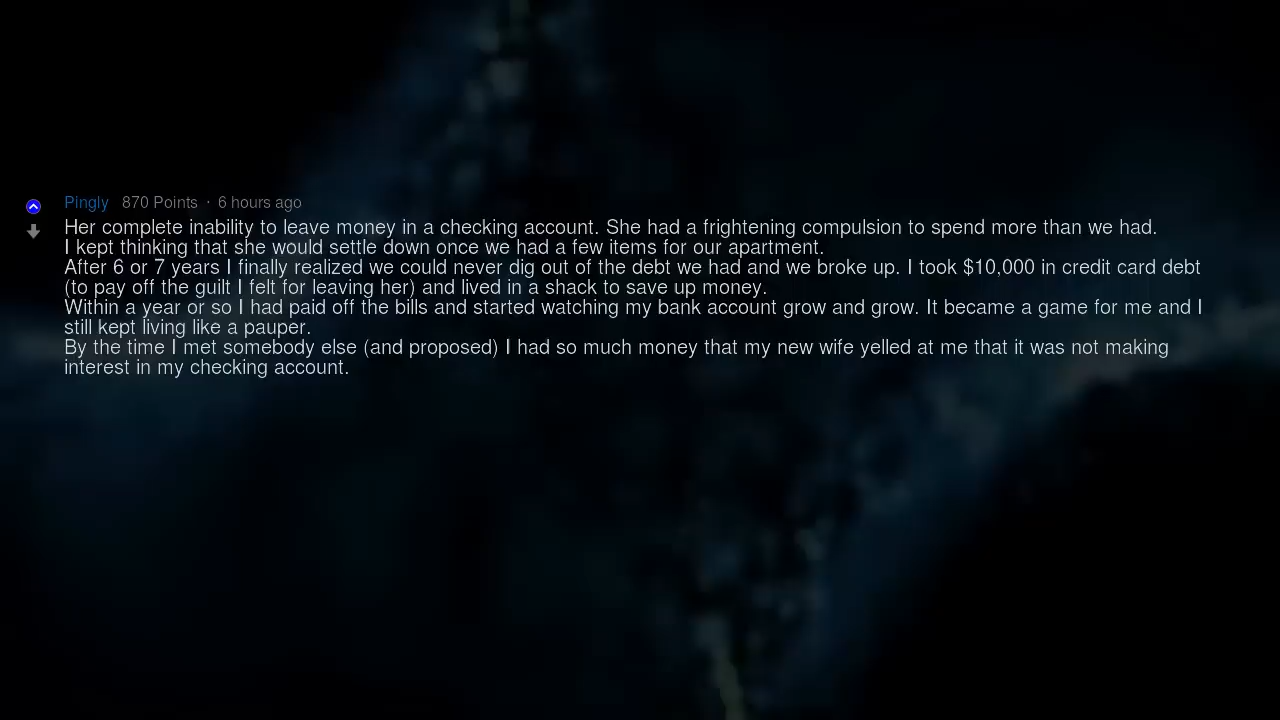 Pingly 870 Points · 6 hours ago
Her complete inability to leave money in a checking account. She had a frightening compulsion to spend more than we had.
I kept thinking that she would settle down once we had a few items for our apartment.
After 6 or 7 years I finally realized we could never dig out of the debt we had and we broke up. I took $10,000 in credit card debt
(to pay off the guilt I felt for leaving her) and lived in a shack to save up money.
Within a year or so I had paid off the bills and started watching my bank account grow and grow. It became a game for me and I
still kept living like a pauper.
By the time I met somebody else (and proposed) I had so much money that my new wife yelled at me that it was not making
interest in my checking account.